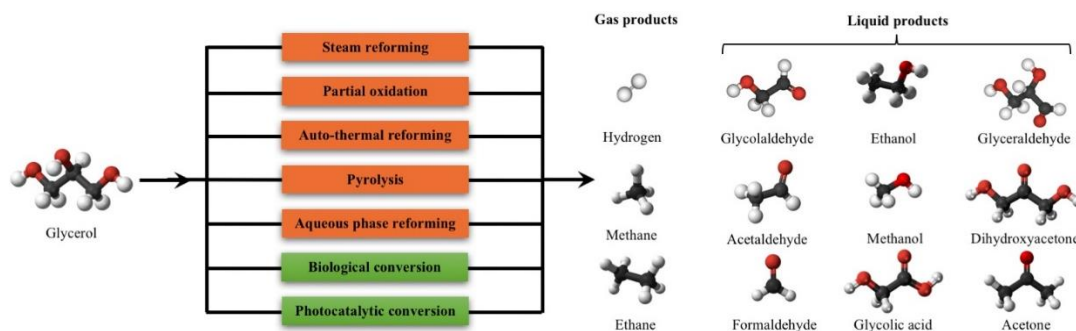 Glycerol
Steam reforming
Partial oxidation
Auto-thermal reforming
Pyrolysis
Aqueous phase reforming
Biological conversion
Photocatalytic conversion
Gas products
Hydrogen
Methane
Ethane
Liquid products
Glycolaldehyde
Ethanol
Glyceraldehyde
Acetaldehyde
Methanol
Dihydroxyacetone
Formaldehyde
Glycolic acid
Acetone